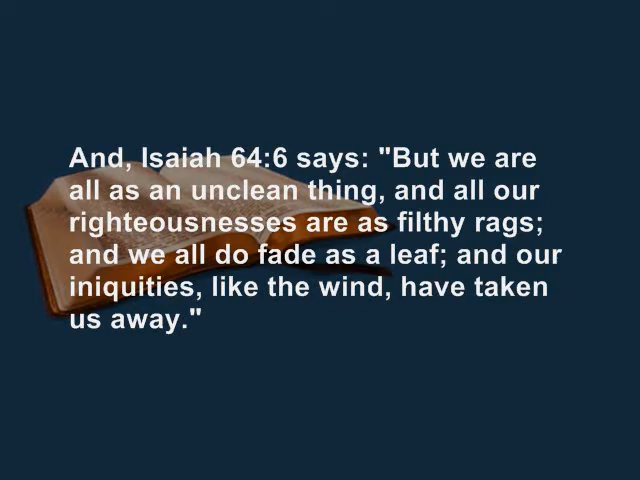 And, Isaiah 64:6 says: "But we are
all as an unclean thing, and all our
righteousnesses are as filthy rags;
and we all do fade as a leaf; and our
iniquities, like the wind, have taken
us away."